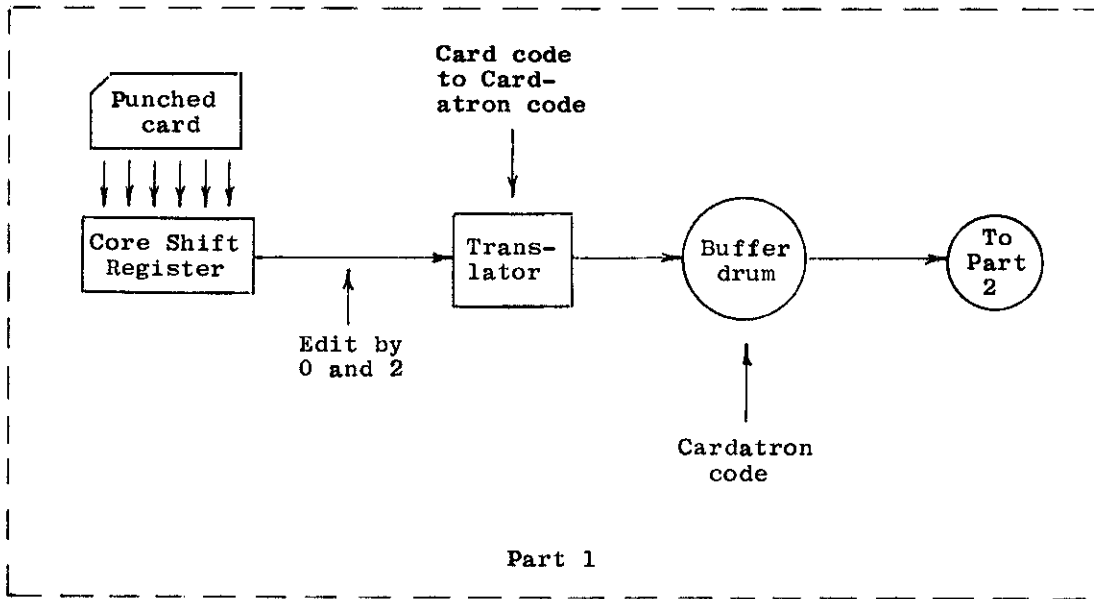 Card code
to Card-
atron code
Punched
card
Core Shift
Register
Trans-
lator
Buffer
drum
To
Part
2
Edit by
0 and 2
Cardatron
code
Part 1